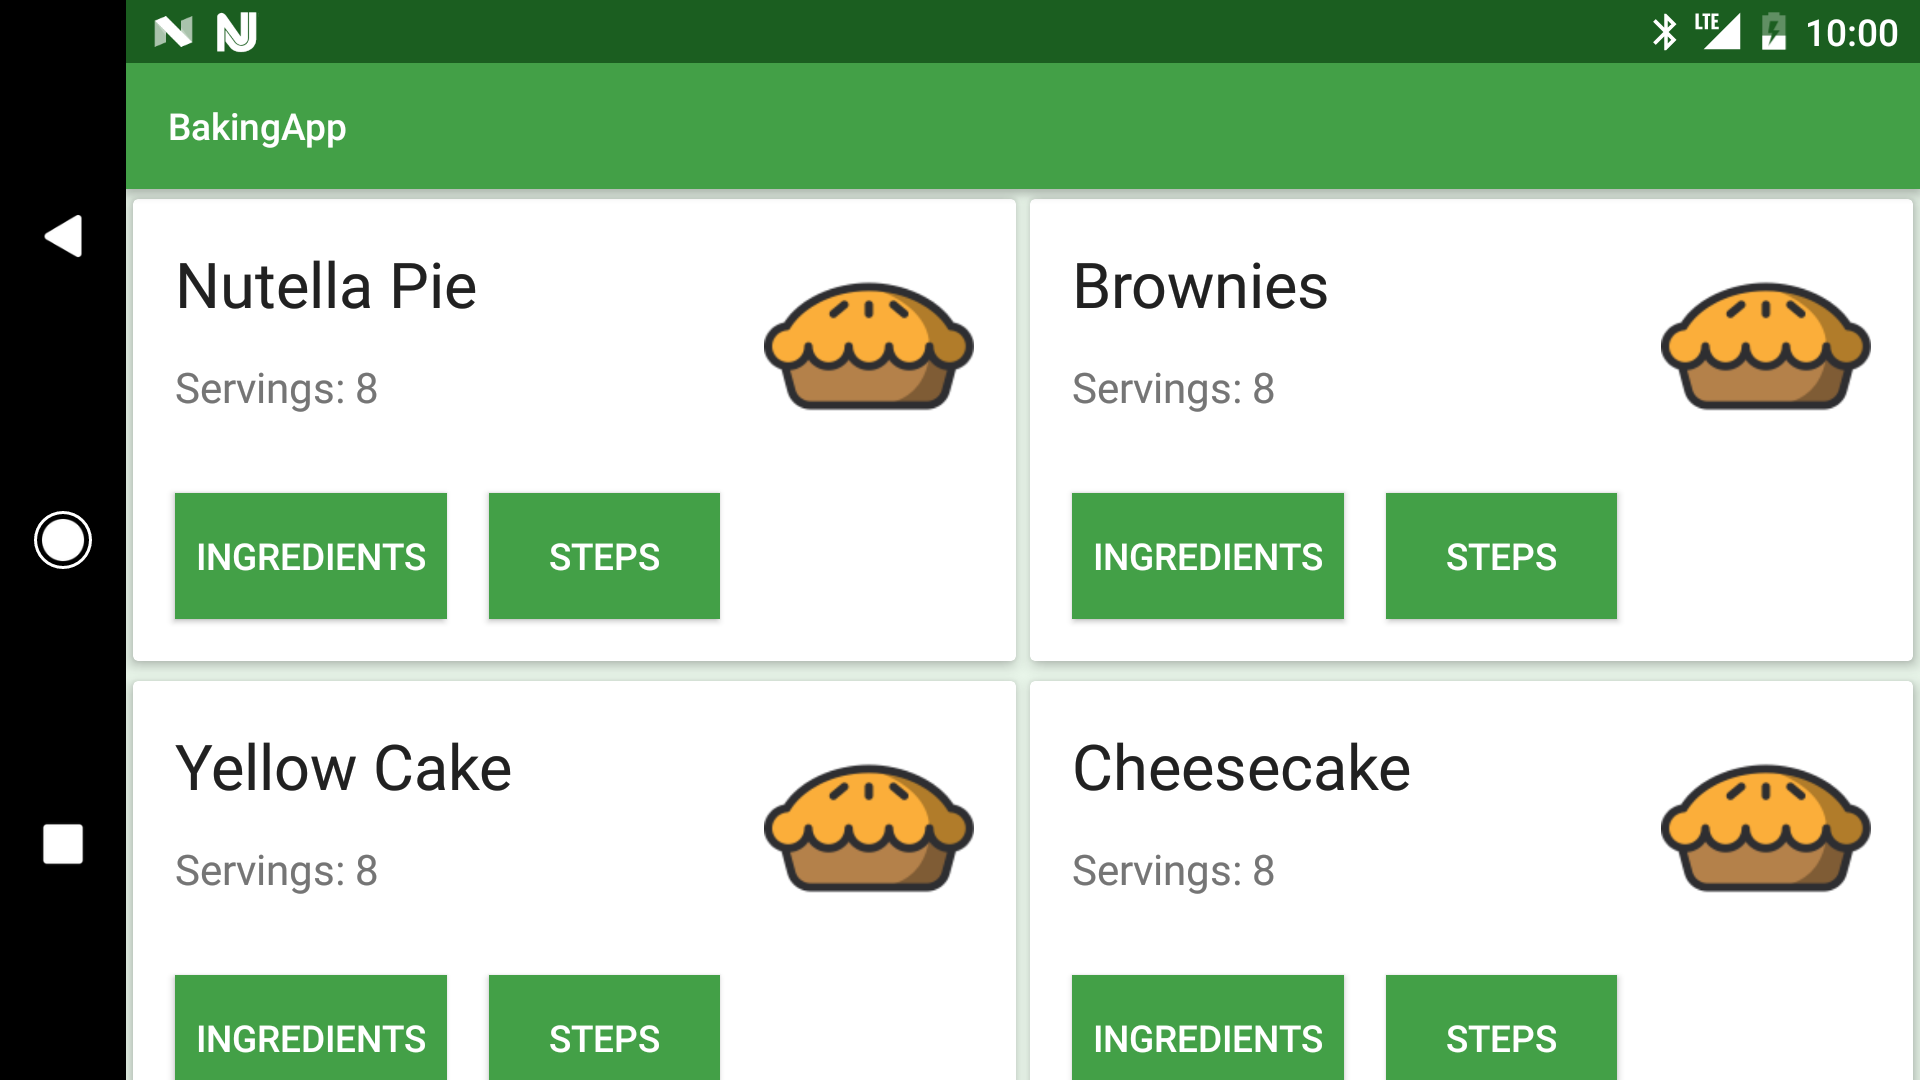 LTE 10:00
BakingApp
Nutella Pie
Servings: 8
INGREDIENTS STEPS
Brownies
Servings: 8
INGREDIENTS STEPS
Yellow Cake
Servings: 8
INGREDIENTS STEPS
Cheesecake
Servings: 8
INGREDIENTS STEPS